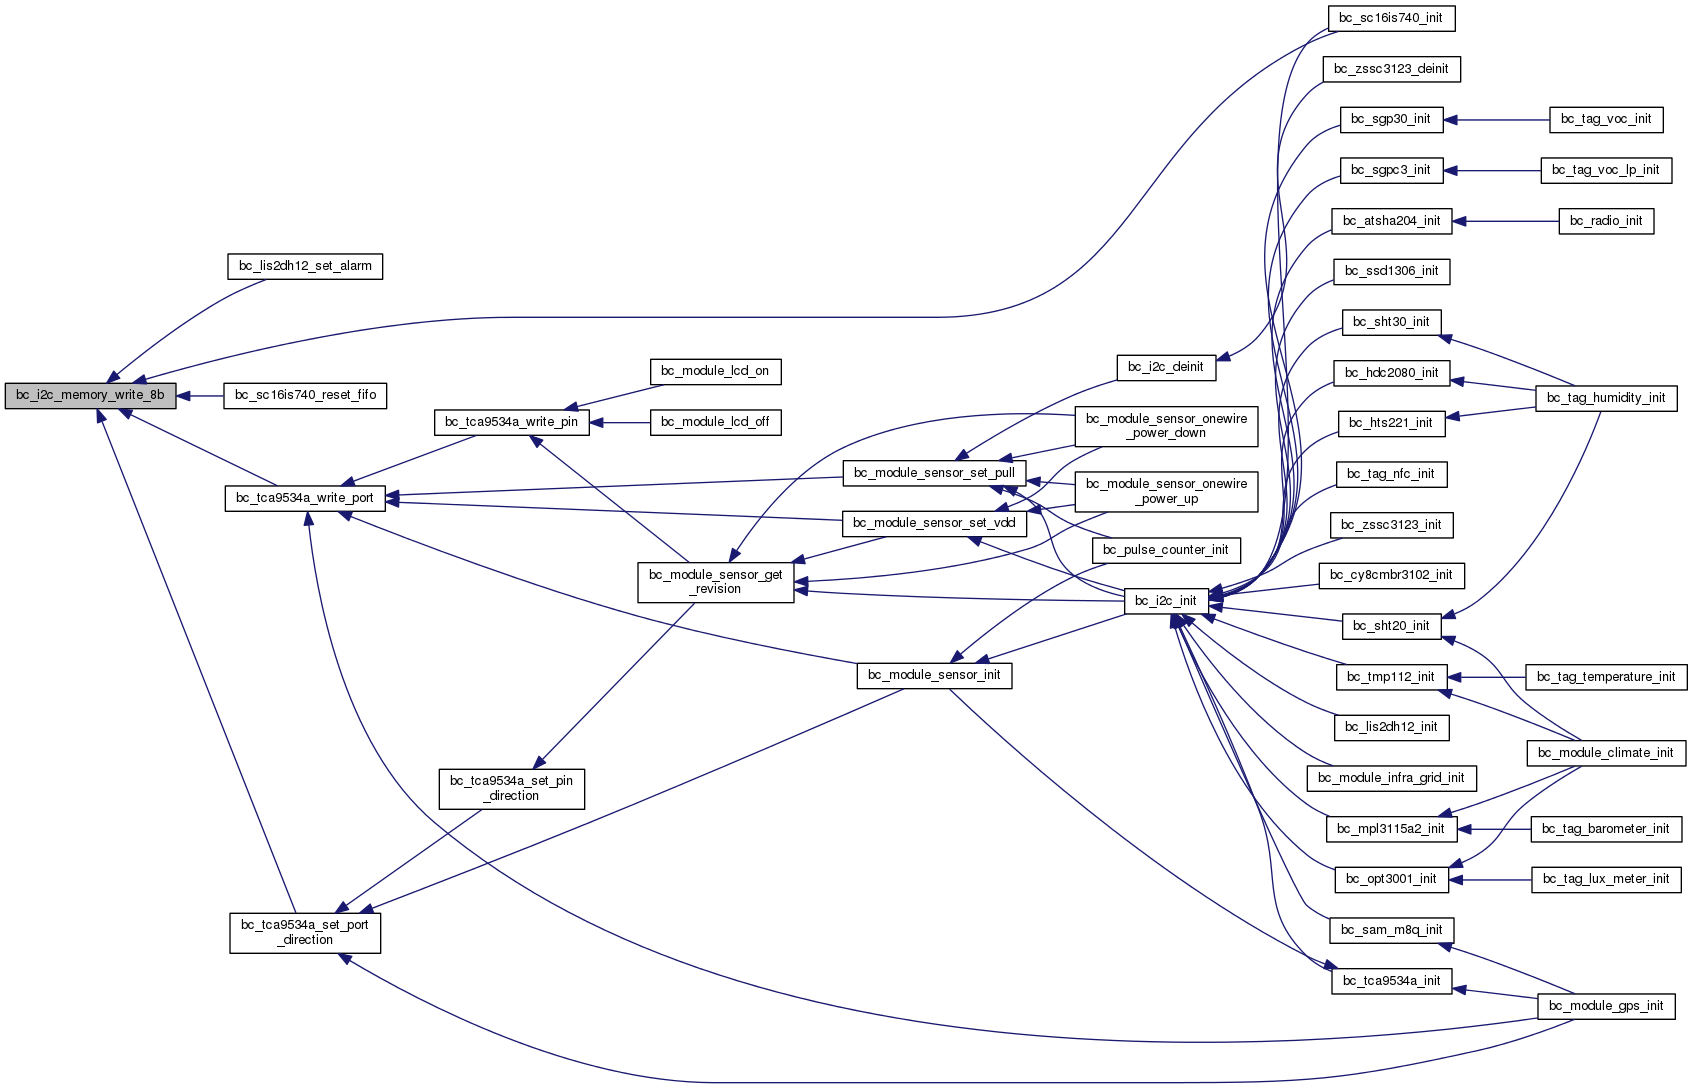 bc_sc16is740_init
bc_zssc3123_deinit
bc_sgp30_init
bc_tag_voc_init
bc_sgpc3_init
bc_tag_voc_lp_init
bc_atsha204_init
bc_radio_init
bc_lis2dh12_set_alarm
bc_ssd1306_init
bc_sht30_init
bc_module_lcd_on
bc_i2c_deinit
bc_hdc2080_init
bc_i2c_memory_write_8b
bc_sc16is740_reset_fifo
bc_tag_humidity_init
bc_tca9534a_write_pin
bc_module_lcd_off
bc_module_sensor_onewire
_power_down
bc_hts221_init
bc_module_sensor_set_pull
bc_tag_nfc_init
bc_tca9534a_write_port
bc_module_sensor_onewire
_power_up
bc_module_sensor_set_vdd
bc_zssc3123_init
bc_pulse_counter_init
bc_module_sensor_get
_revision
bc_cy8cmbr3102_init
bc_i2c_init
bc_sht20_init
bc_module_sensor_init
bc_tmp112_init
bc_tag_temperature_init
bc_lis2dh12_init
bc_module_climate_init
bc_tca9534a_set_pin
_direction
bc_module_infra_grid_init
bc_mpl3115a2_init
bc_tag_barometer_init
bc_opt3001_init
bc_tag_lux_meter_init
bc_tca9534a_set_port
_direction
bc_sam_m8q_init
bc_tca9534a_init
bc_module_gps_init